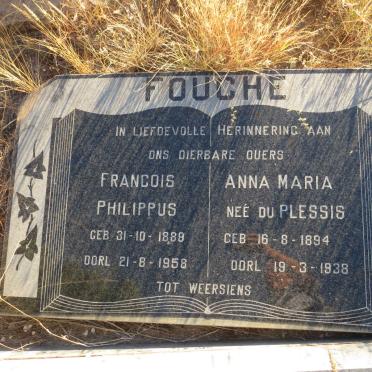 FOUCHE
IN LIEFDEVOLLE HERINNERING AAN
ONS DIERBARE OUERS
FRANCOIS
PHILIPPUS
GEB 31-10-1889
OORL 21-8-1958
ANNA MARIA
NEÉ DU PLESSIS
GEB 16-8-1894
OORL 19-3-1938
TOT WEERSIENS